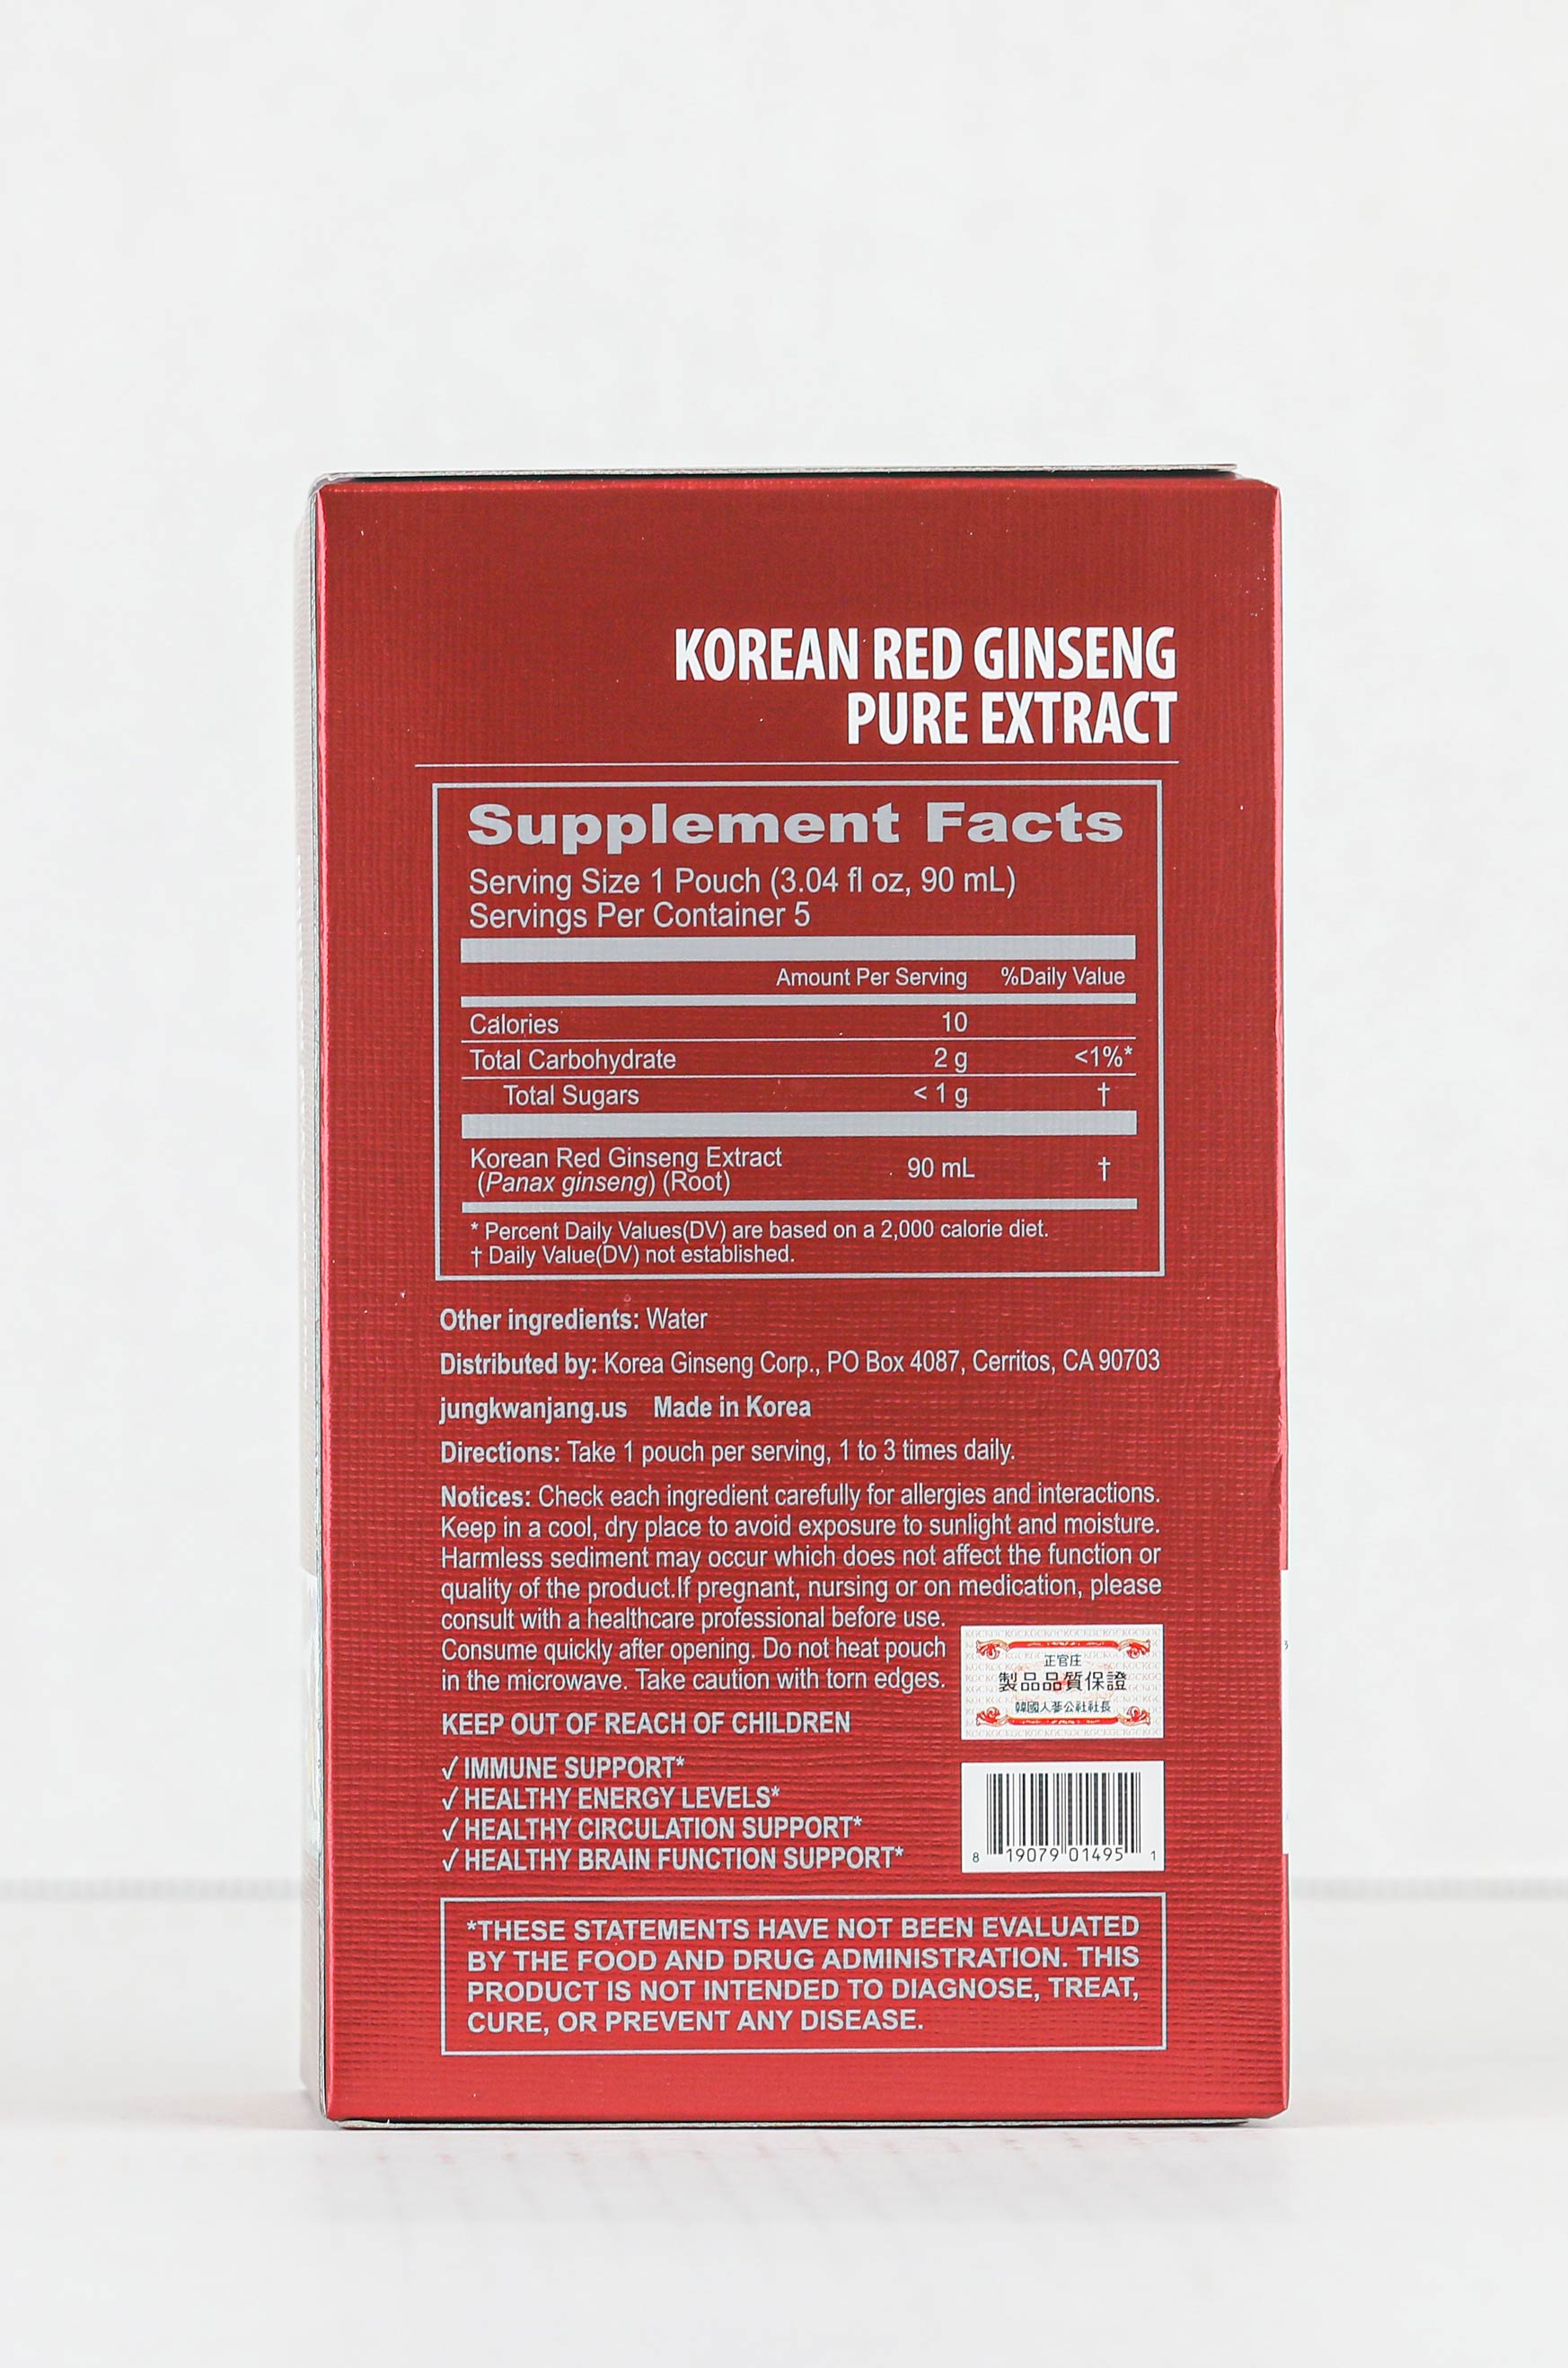 KOREAN RED GINSENG
PURE EXTRACT
Supplement Facts
Serving Size 1 Pouch (3.04 fl oz, 90 mL)
Servings Per Container 5
Amount Per Serving %Daily Value
Calories 10
Total Carbohydrate 2 g <1%*
Total Sugars < 1 g †
Korean Red Ginseng Extract
(Panax ginseng) (Root) 90 mL †
* Percent Daily Values(DV) are based on a 2,000 calorie diet.
† Daily Value(DV) not established.
Other ingredients: Water
Distributed by: Korea Ginseng Corp., PO Box 4087, Cerritos, CA 90703
jungkwanjang.us Made in Korea
Directions: Take 1 pouch per serving, 1 to 3 times daily.
Notices: Check each ingredient carefully for allergies and interactions.
Keep in a cool, dry place to avoid exposure to sunlight and moisture.
Harmless sediment may occur which does not affect the function or
quality of the product.If pregnant, nursing or on medication, please
consult with a healthcare professional before use.
Consume quickly after opening. Do not heat pouch
in the microwave. Take caution with torn edges.
KEEP OUT OF REACH OF CHILDREN
正官庄
製品品質保證
韓國人蔘公社社長
✓ IMMUNE SUPPORT*
✓ HEALTHY ENERGY LEVELS*
✓ HEALTHY CIRCULATION SUPPORT*
✓ HEALTHY BRAIN FUNCTION SUPPORT*
8 19079 01495 1
*THESE STATEMENTS HAVE NOT BEEN EVALUATED
BY THE FOOD AND DRUG ADMINISTRATION. THIS
PRODUCT IS NOT INTENDED TO DIAGNOSE, TREAT,
CURE, OR PREVENT ANY DISEASE.